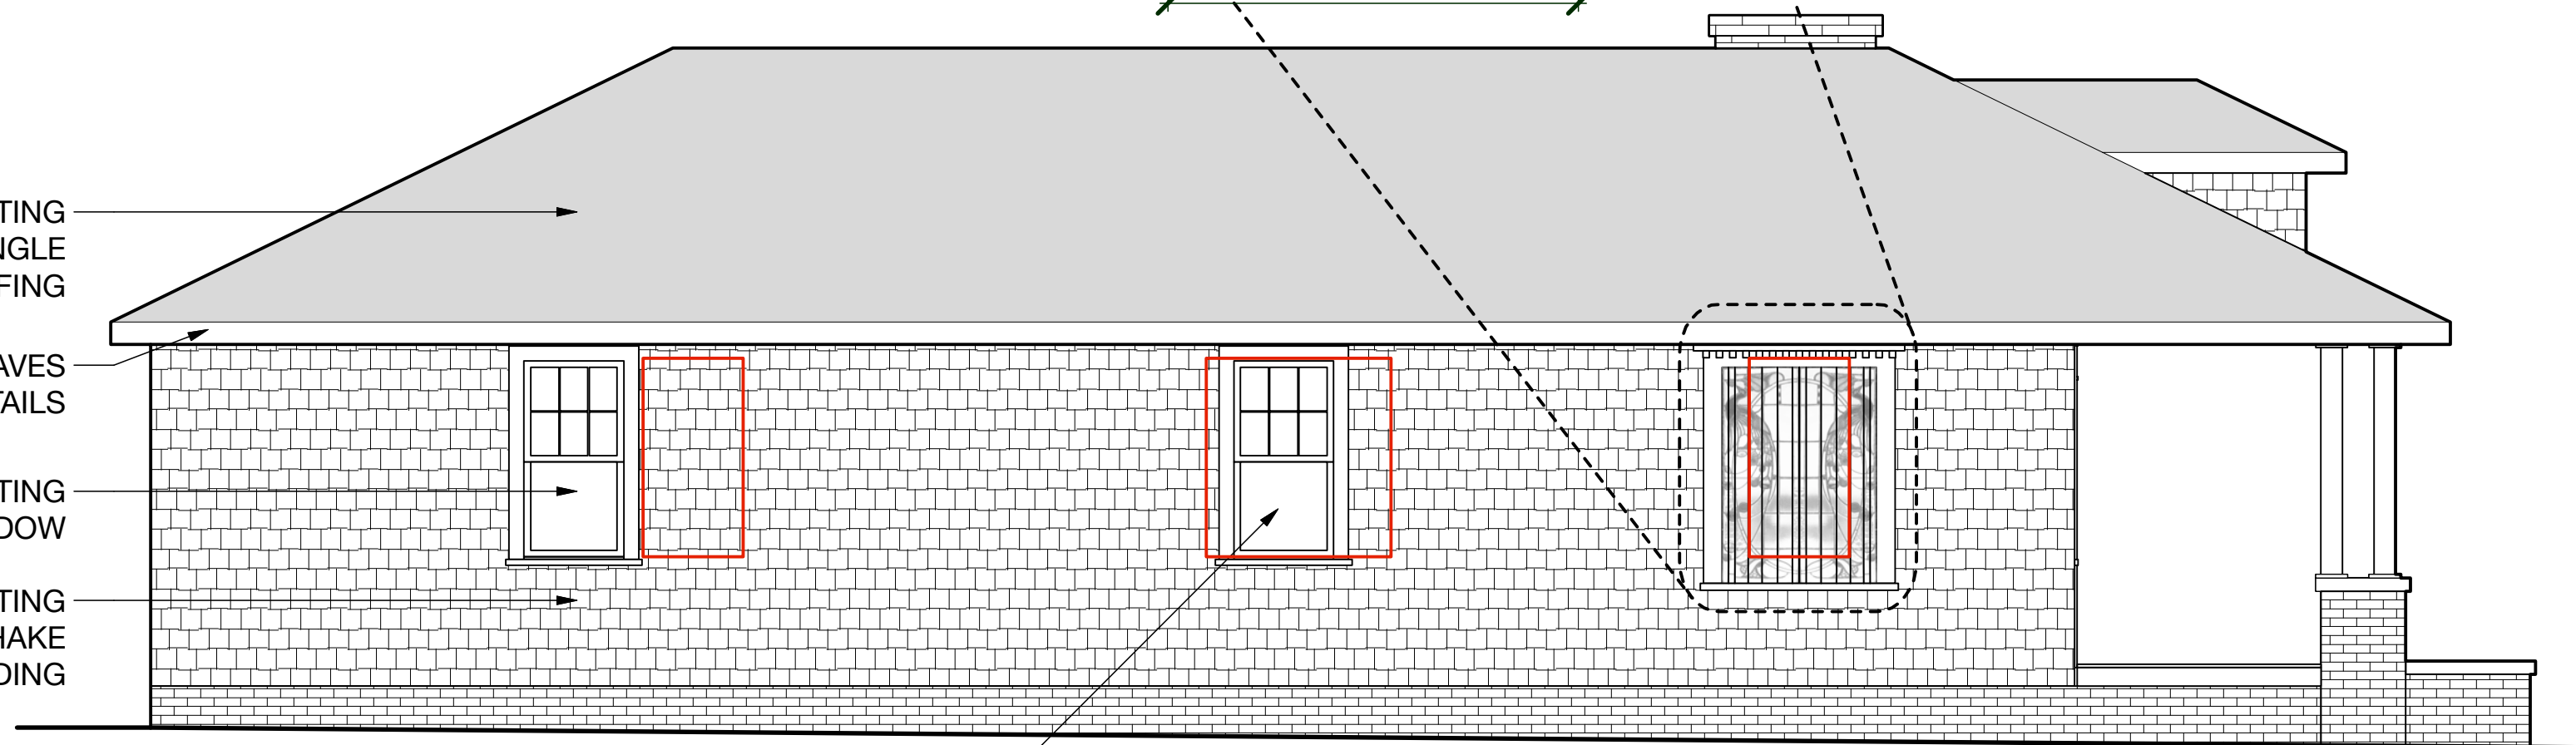 TING
NGLE
FING
AVES
TAILS
TING
DOW
TING
HAKE
DING